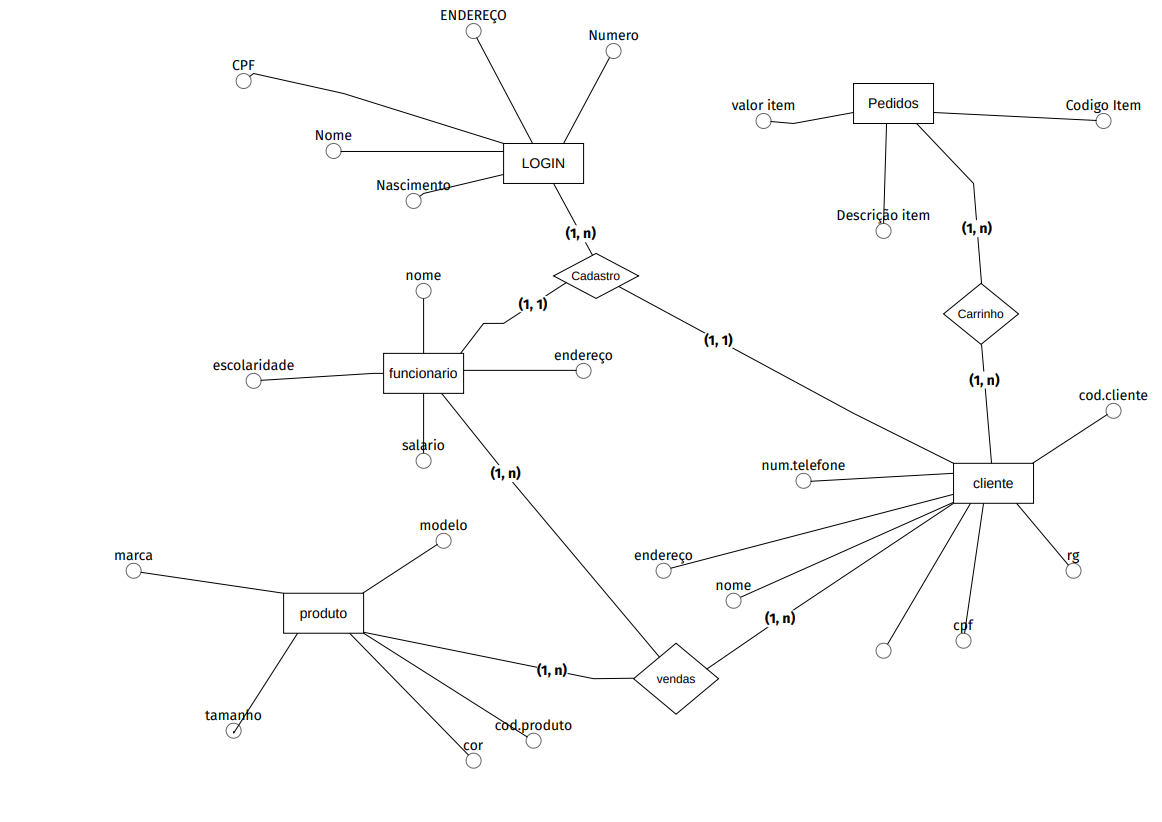 ENDEREÇO
Numero
CPF
valor item
Pedidos
Codigo Item
Nome
LOGIN
Nascimento
Descrição item
(1, n)
(1, n)
nome
Cadastro
(1, 1)
Carrinho
(1, 1)
escolaridade
funcionario
endereço
(1, n)
cod.cliente
salario
(1, n)
num.telefone
cliente
modelo
marca
endereço
rg
nome
produto
(1, n)
cpf
(1, n)
vendas
tamanho
cod.produto
cor